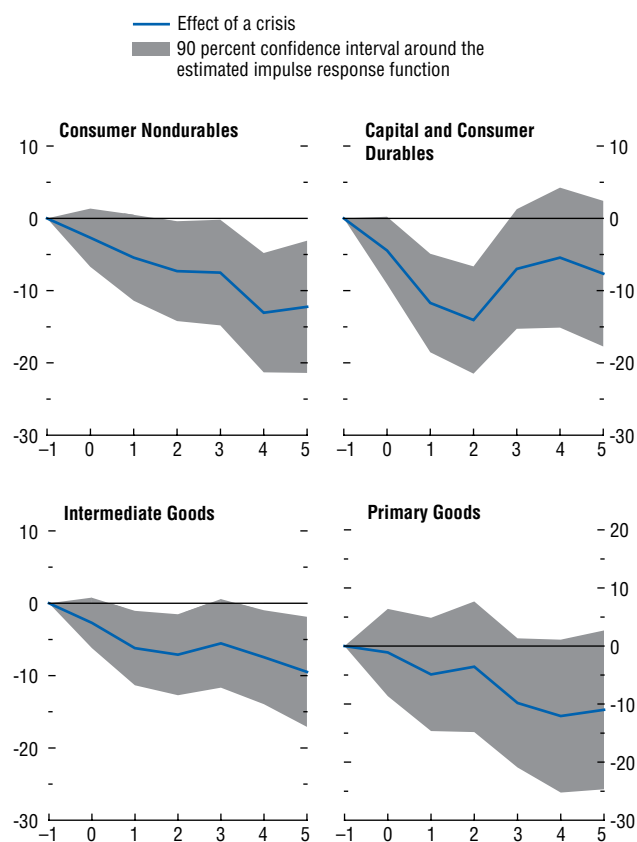 Effect of a crisis
90 percent confidence interval around the
estimated impulse response function
Consumer Nondurables
10
0
-10
-20
-30
–1 0 1 2 3 4 5
Capital and Consumer
Durables
10
0
-10
-20
-30
–1 0 1 2 3 4 5
Intermediate Goods
10
0
-10
-20
-30
–1 0 1 2 3 4 5
Primary Goods
20
10
0
-10
-20
-30
–1 0 1 2 3 4 5